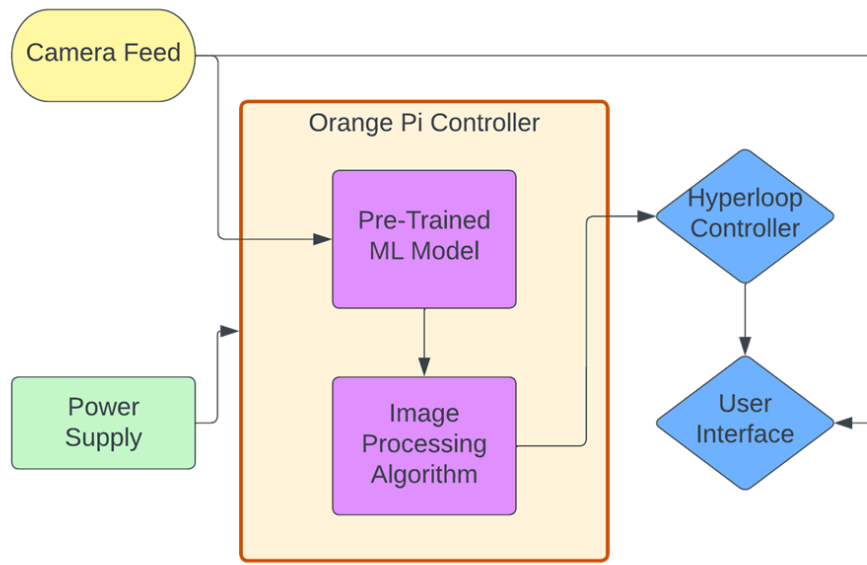 Camera Feed
Orange Pi Controller
Pre-Trained
ML Model
Hyperloop
Controller
Power
Supply
Image
Processing
Algorithm
User
Interface